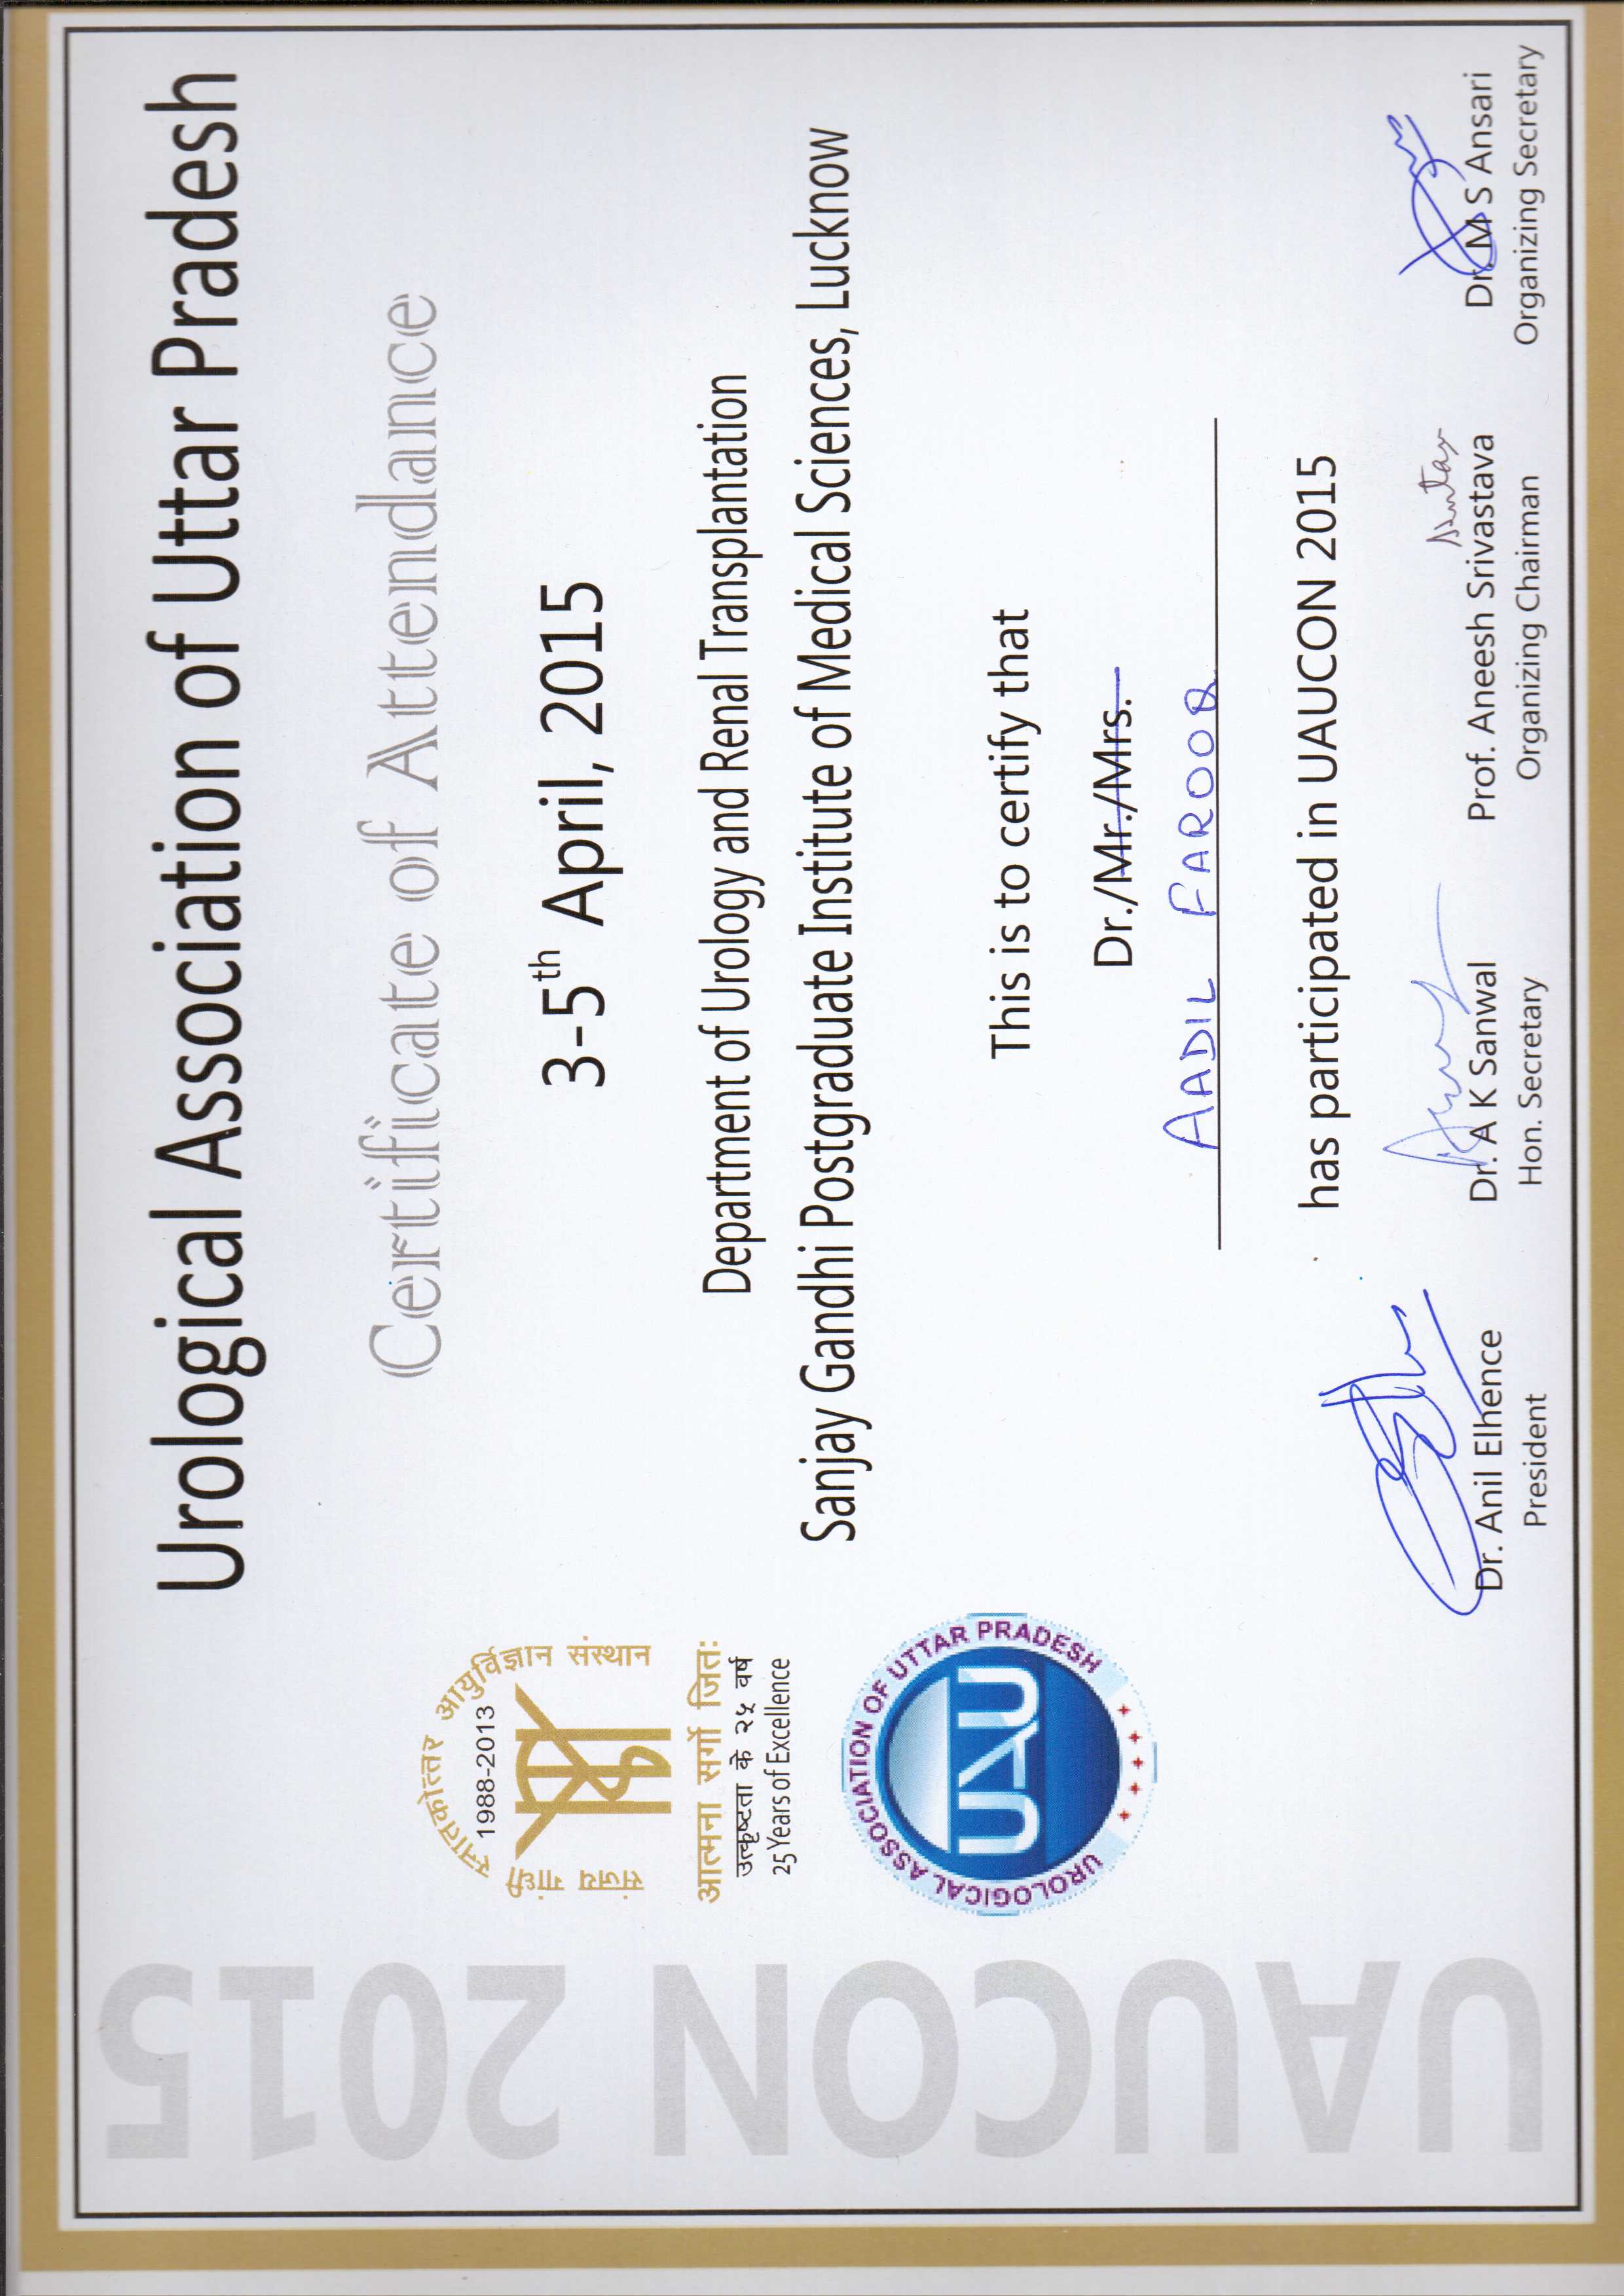 UAUCON 2015
Urological Association of Uttar Pradesh
Certificate of Attendance
3-5th April, 2015
Department of Urology and Renal Transplantation
Sanjay Gandhi Postgraduate Institute of Medical Sciences, Lucknow
संजय गांधी स्नातकोत्तर आयुर्विज्ञान संस्थान
1988-2013
आत्मना सर्गो जितः
उत्कृष्टता के २५ वर्ष
25 Years of Excellence
UROLOGICAL ASSOCIATION OF UTTAR PRADESH
UAU
This is to certify that
Dr./Mr./Mrs.
AADIL FAROOQ
has participated in UAUCON 2015
Dr. Anil Elhence
President
Dr. A K Sanwal
Hon. Secretary
Prof. Aneesh Srivastava
Organizing Chairman
Dr. M S Ansari
Organizing Secretary